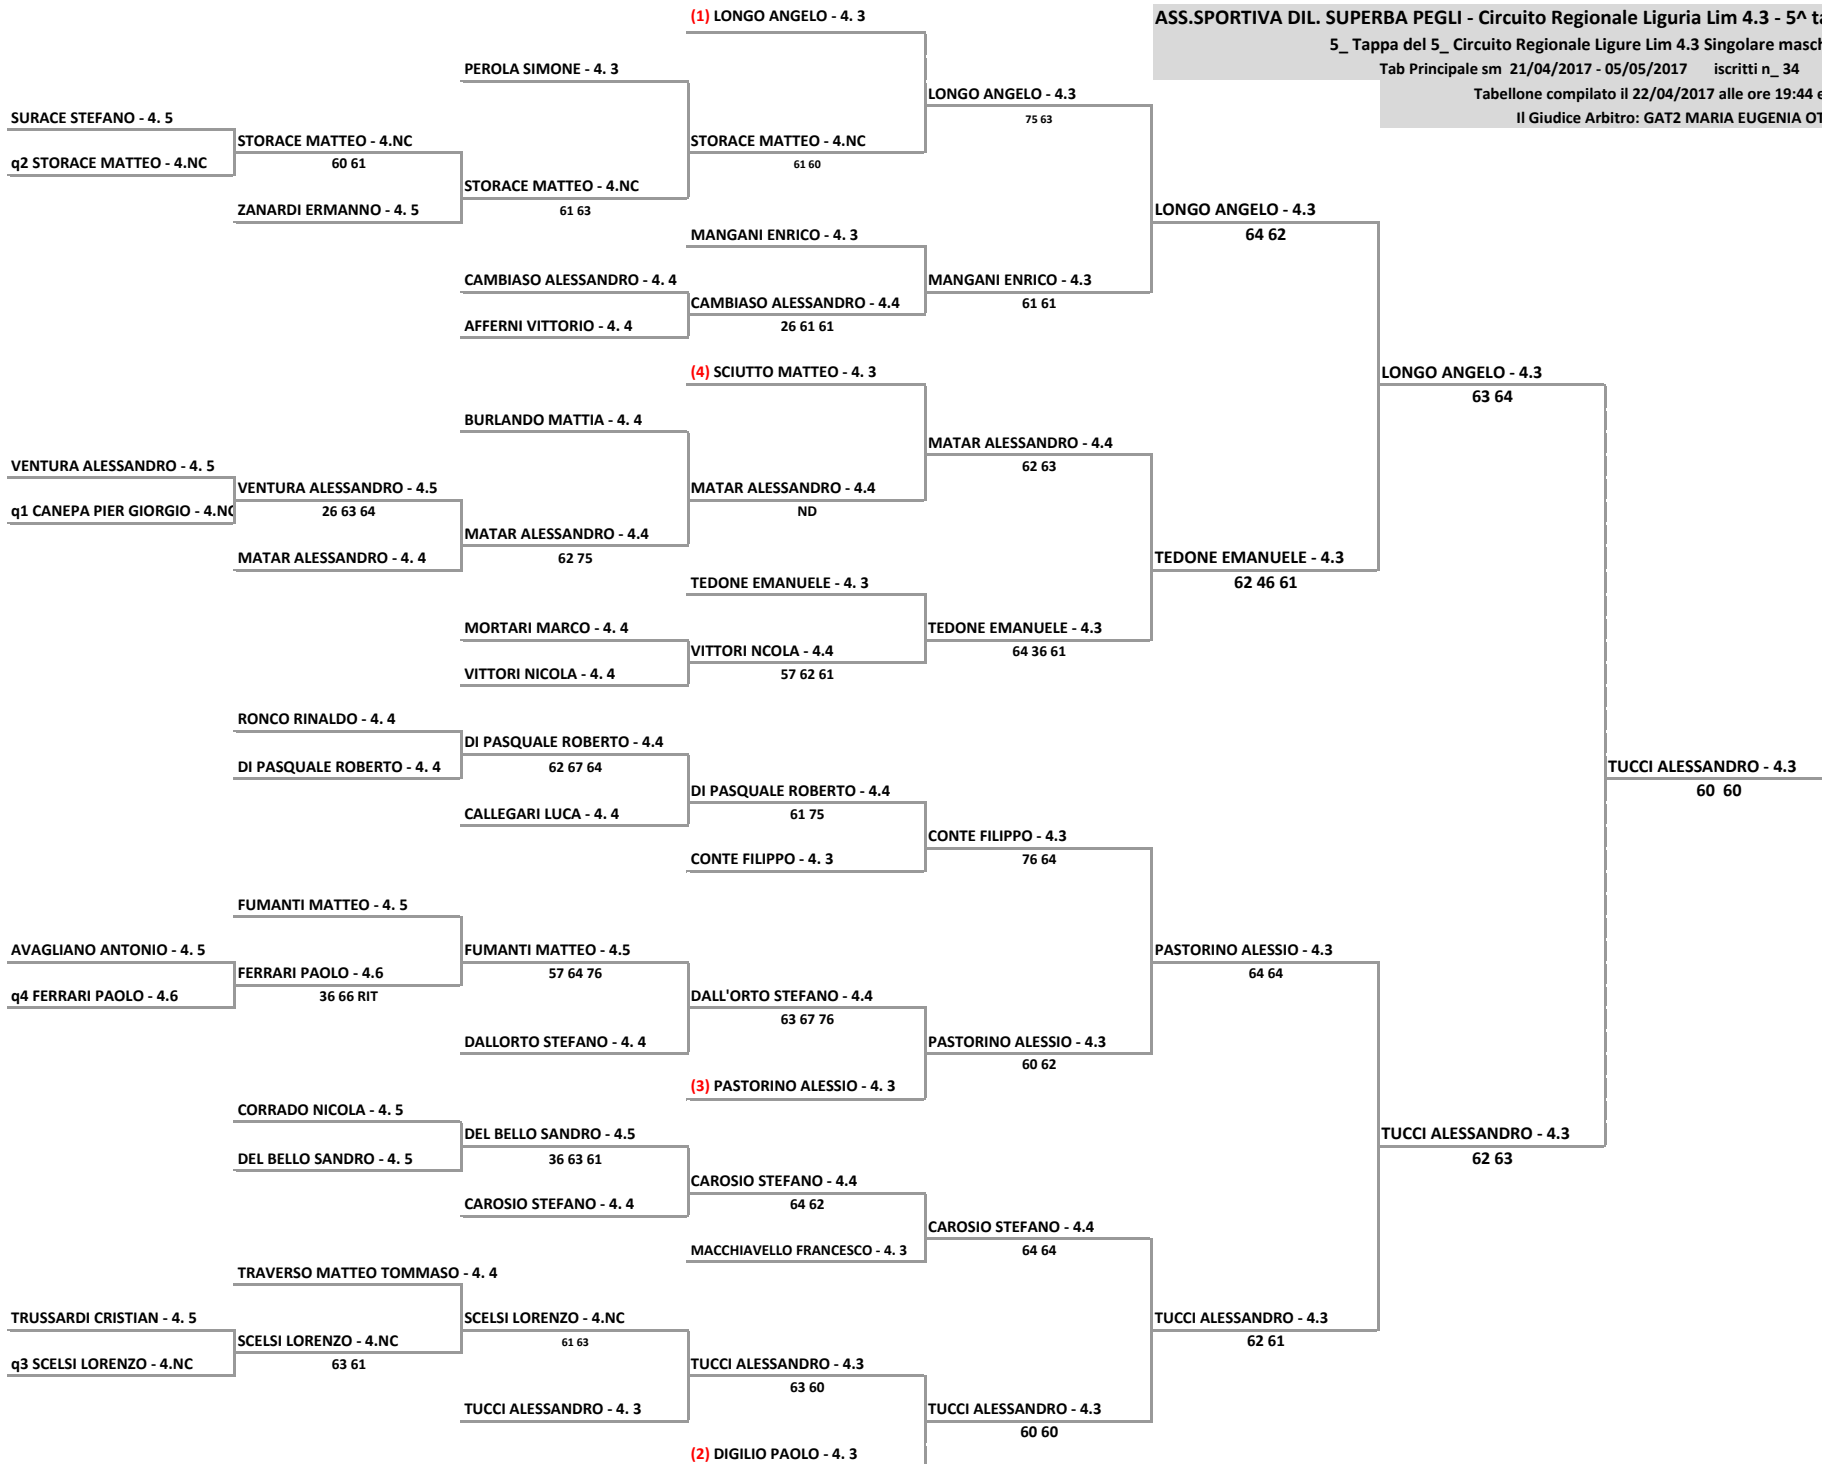 (1) LONGO ANGELO - 4. 3
ASS.SPORTIVA DIL. SUPERBA PEGLI - Circuito Regionale Liguria Lim 4.3 - 5^ ta
5_ Tappa del 5_ Circuito Regionale Ligure Lim 4.3 Singolare masch
Tab Principale sm 21/04/2017 - 05/05/2017 iscritti n_ 34
Tabellone compilato il 22/04/2017 alle ore 19:44 e
Il Giudice Arbitro: GAT2 MARIA EUGENIA OT
PEROLA SIMONE - 4. 3
LONGO ANGELO - 4.3
75 63
SURACE STEFANO - 4. 5
STORACE MATTEO - 4.NC
60 61
STORACE MATTEO - 4.NC
61 60
q2 STORACE MATTEO - 4.NC
STORACE MATTEO - 4.NC
61 63
ZANARDI ERMANNO - 4. 5
LONGO ANGELO - 4.3
64 62
MANGANI ENRICO - 4. 3
CAMBIASO ALESSANDRO - 4. 4
MANGANI ENRICO - 4.3
61 61
CAMBIASO ALESSANDRO - 4.4
26 61 61
AFFERNI VITTORIO - 4. 4
(4) SCIUTTO MATTEO - 4. 3
LONGO ANGELO - 4.3
63 64
BURLANDO MATTIA - 4. 4
MATAR ALESSANDRO - 4.4
62 63
VENTURA ALESSANDRO - 4. 5
VENTURA ALESSANDRO - 4.5
26 63 64
MATAR ALESSANDRO - 4.4
ND
q1 CANEPA PIER GIORGIO - 4.NC
MATAR ALESSANDRO - 4.4
62 75
MATAR ALESSANDRO - 4. 4
TEDONE EMANUELE - 4.3
62 46 61
TEDONE EMANUELE - 4. 3
MORTARI MARCO - 4. 4
TEDONE EMANUELE - 4.3
64 36 61
VITTORI NCOLA - 4.4
57 62 61
VITTORI NICOLA - 4. 4
RONCO RINALDO - 4. 4
DI PASQUALE ROBERTO - 4.4
62 67 64
DI PASQUALE ROBERTO - 4. 4
TUCCI ALESSANDRO - 4.3
60 60
DI PASQUALE ROBERTO - 4.4
61 75
CALLEGARI LUCA - 4. 4
CONTE FILIPPO - 4.3
76 64
CONTE FILIPPO - 4. 3
FUMANTI MATTEO - 4. 5
AVAGLIANO ANTONIO - 4. 5
FUMANTI MATTEO - 4.5
57 64 76
PASTORINO ALESSIO - 4.3
64 64
FERRARI PAOLO - 4.6
36 66 RIT
q4 FERRARI PAOLO - 4.6
DALL'ORTO STEFANO - 4.4
63 67 76
DALLORTO STEFANO - 4. 4
PASTORINO ALESSIO - 4.3
60 62
(3) PASTORINO ALESSIO - 4. 3
CORRADO NICOLA - 4. 5
DEL BELLO SANDRO - 4.5
36 63 61
TUCCI ALESSANDRO - 4.3
62 63
DEL BELLO SANDRO - 4. 5
CAROSIO STEFANO - 4.4
64 62
CAROSIO STEFANO - 4. 4
CAROSIO STEFANO - 4.4
64 64
MACCHIAVELLO FRANCESCO - 4. 3
TRAVERSO MATTEO TOMMASO - 4. 4
TRUSSARDI CRISTIAN - 4. 5
SCELSI LORENZO - 4.NC
61 63
TUCCI ALESSANDRO - 4.3
62 61
SCELSI LORENZO - 4.NC
63 61
q3 SCELSI LORENZO - 4.NC
TUCCI ALESSANDRO - 4.3
63 60
TUCCI ALESSANDRO - 4. 3
TUCCI ALESSANDRO - 4.3
60 60
(2) DIGILIO PAOLO - 4. 3